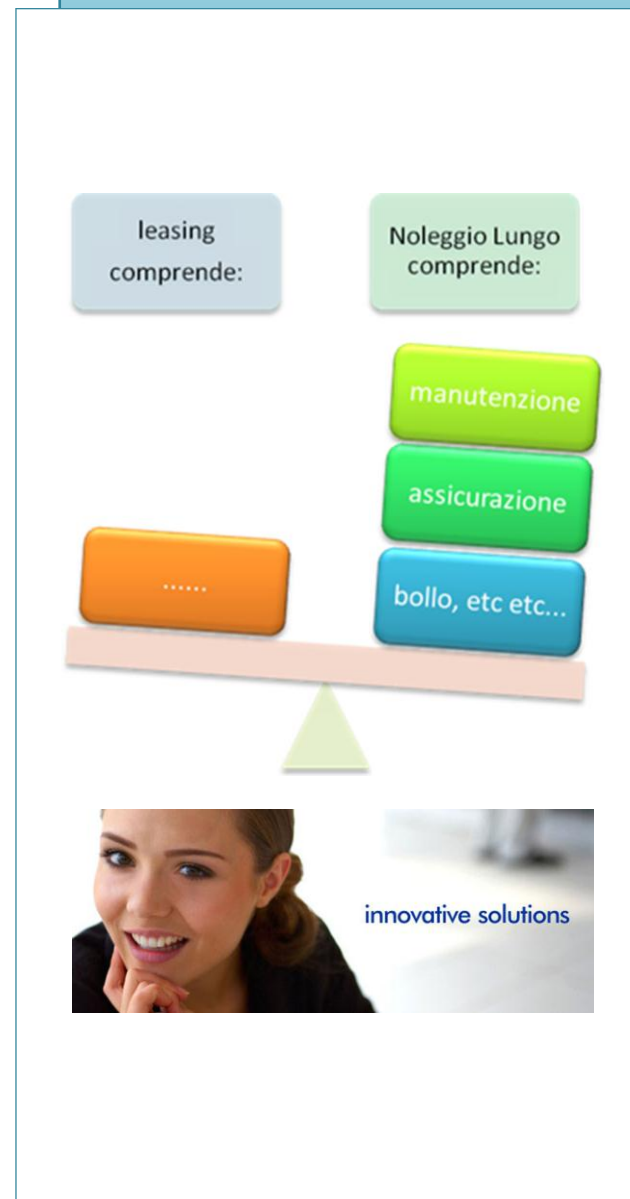 leasing
comprende:
Noleggio Lungo
comprende:
manutenzione
assicurazione
......
bollo, etc etc...
innovative solutions